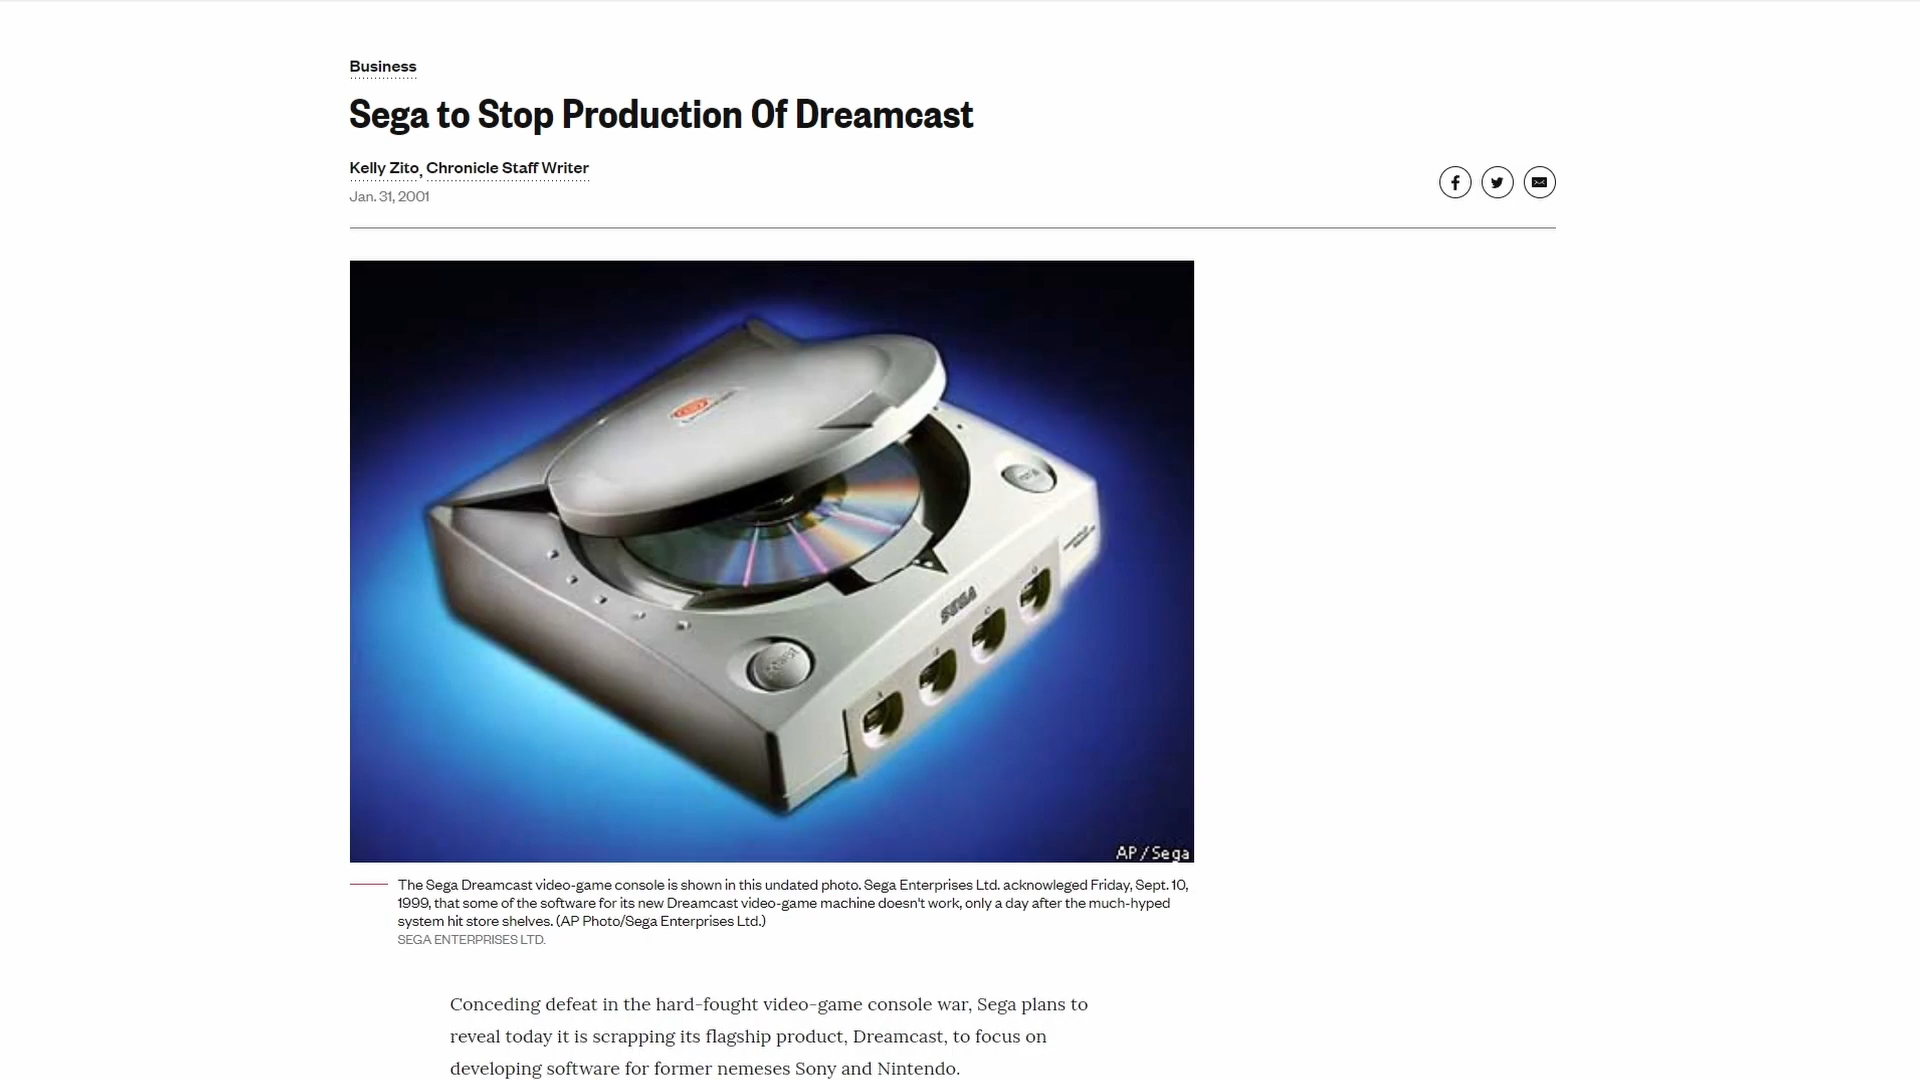 Business
Sega to Stop Production Of Dreamcast
Kelly Zito, Chronicle Staff Writer
Jan. 31, 2001
SEGA
AP/Sega
The Sega Dreamcast video-game console is shown in this undated photo. Sega Enterprises Ltd. acknowleged Friday, Sept. 10,
1999, that some of the software for its new Dreamcast video-game machine doesn't work, only a day after the much-hyped
system hit store shelves. (AP Photo/Sega Enterprises Ltd.)
SEGA ENTERPRISES LTD.
Conceding defeat in the hard-fought video-game console war, Sega plans to
reveal today it is scrapping its flagship product, Dreamcast, to focus on
developing software for former nemeses Sony and Nintendo.